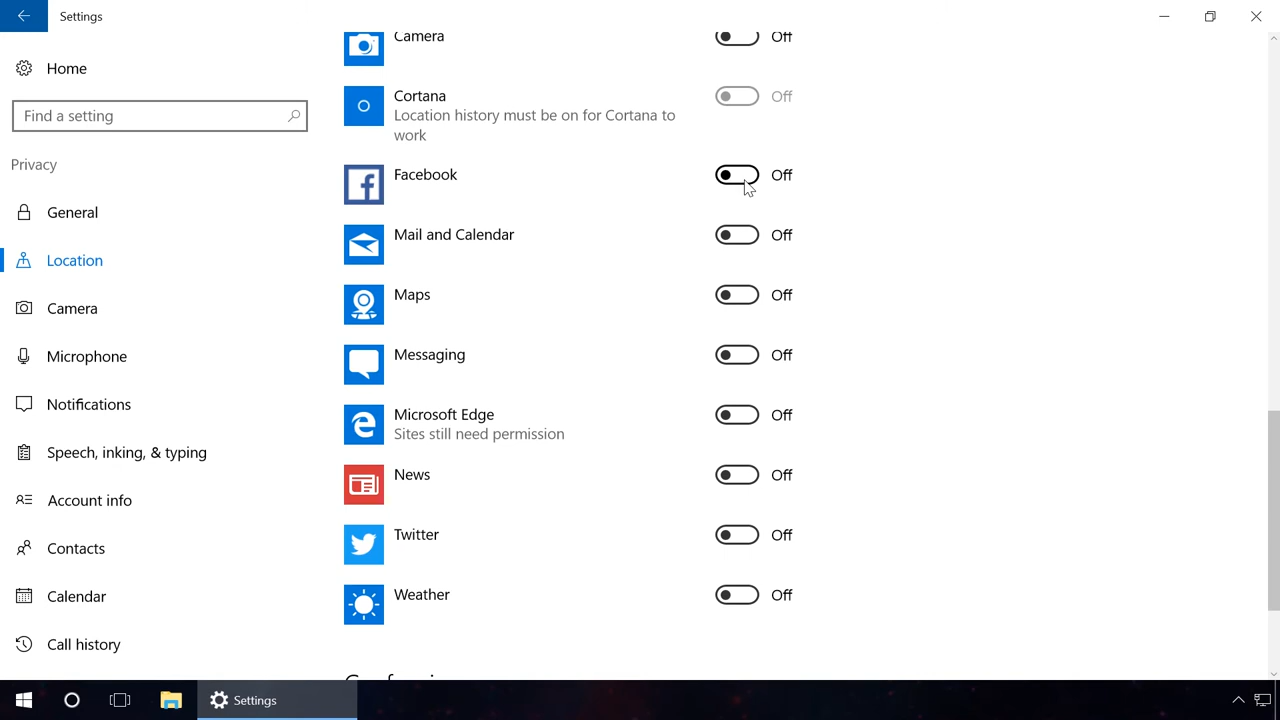 Settings
Home
Find a setting
Privacy
General
Location
Camera
Microphone
Notifications
Speech, inking, & typing
Account info
Contacts
Calendar
Call history
Camera Off
Cortana Off
Location history must be on for Cortana to
work
Facebook Off
Mail and Calendar Off
Maps Off
Messaging Off
Microsoft Edge Off
Sites still need permission
News Off
Twitter Off
Weather Off
Settings